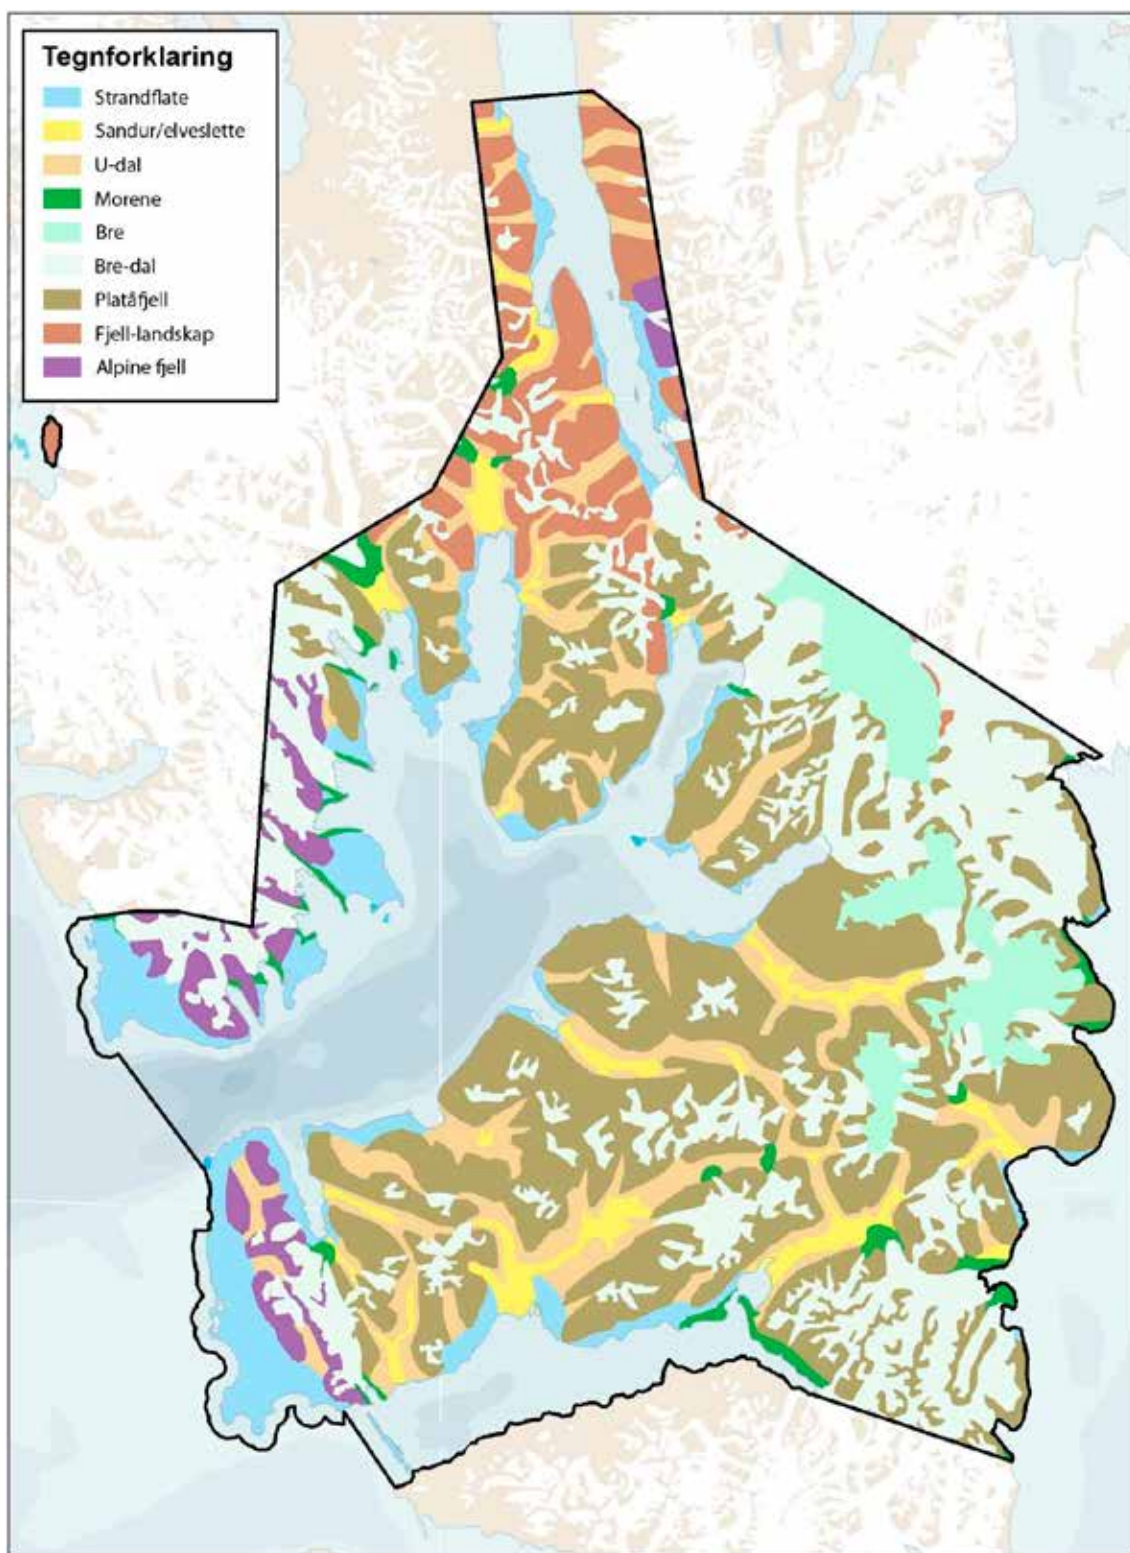 Tegnforklaring
Strandflate
Sandur/elveslette
U-dal
Morene
Bre
Bre-dal
Platåfjell
Fjell-landskap
Alpine fjell